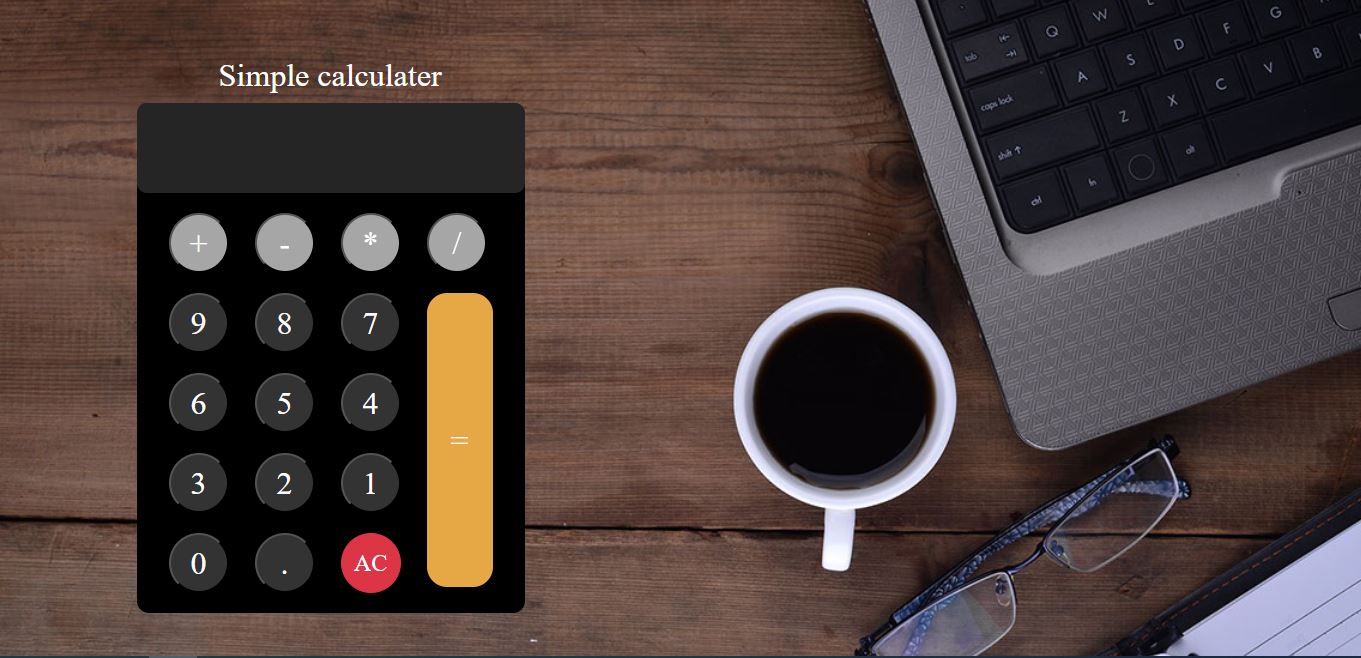 Simple calculater
+ - * /
9 8 7
6 5 4
=
3 2 1
0 . AC
tab Q W
caps lock A S D F G
shift ↑ Z X C V B
ctrl fn alt